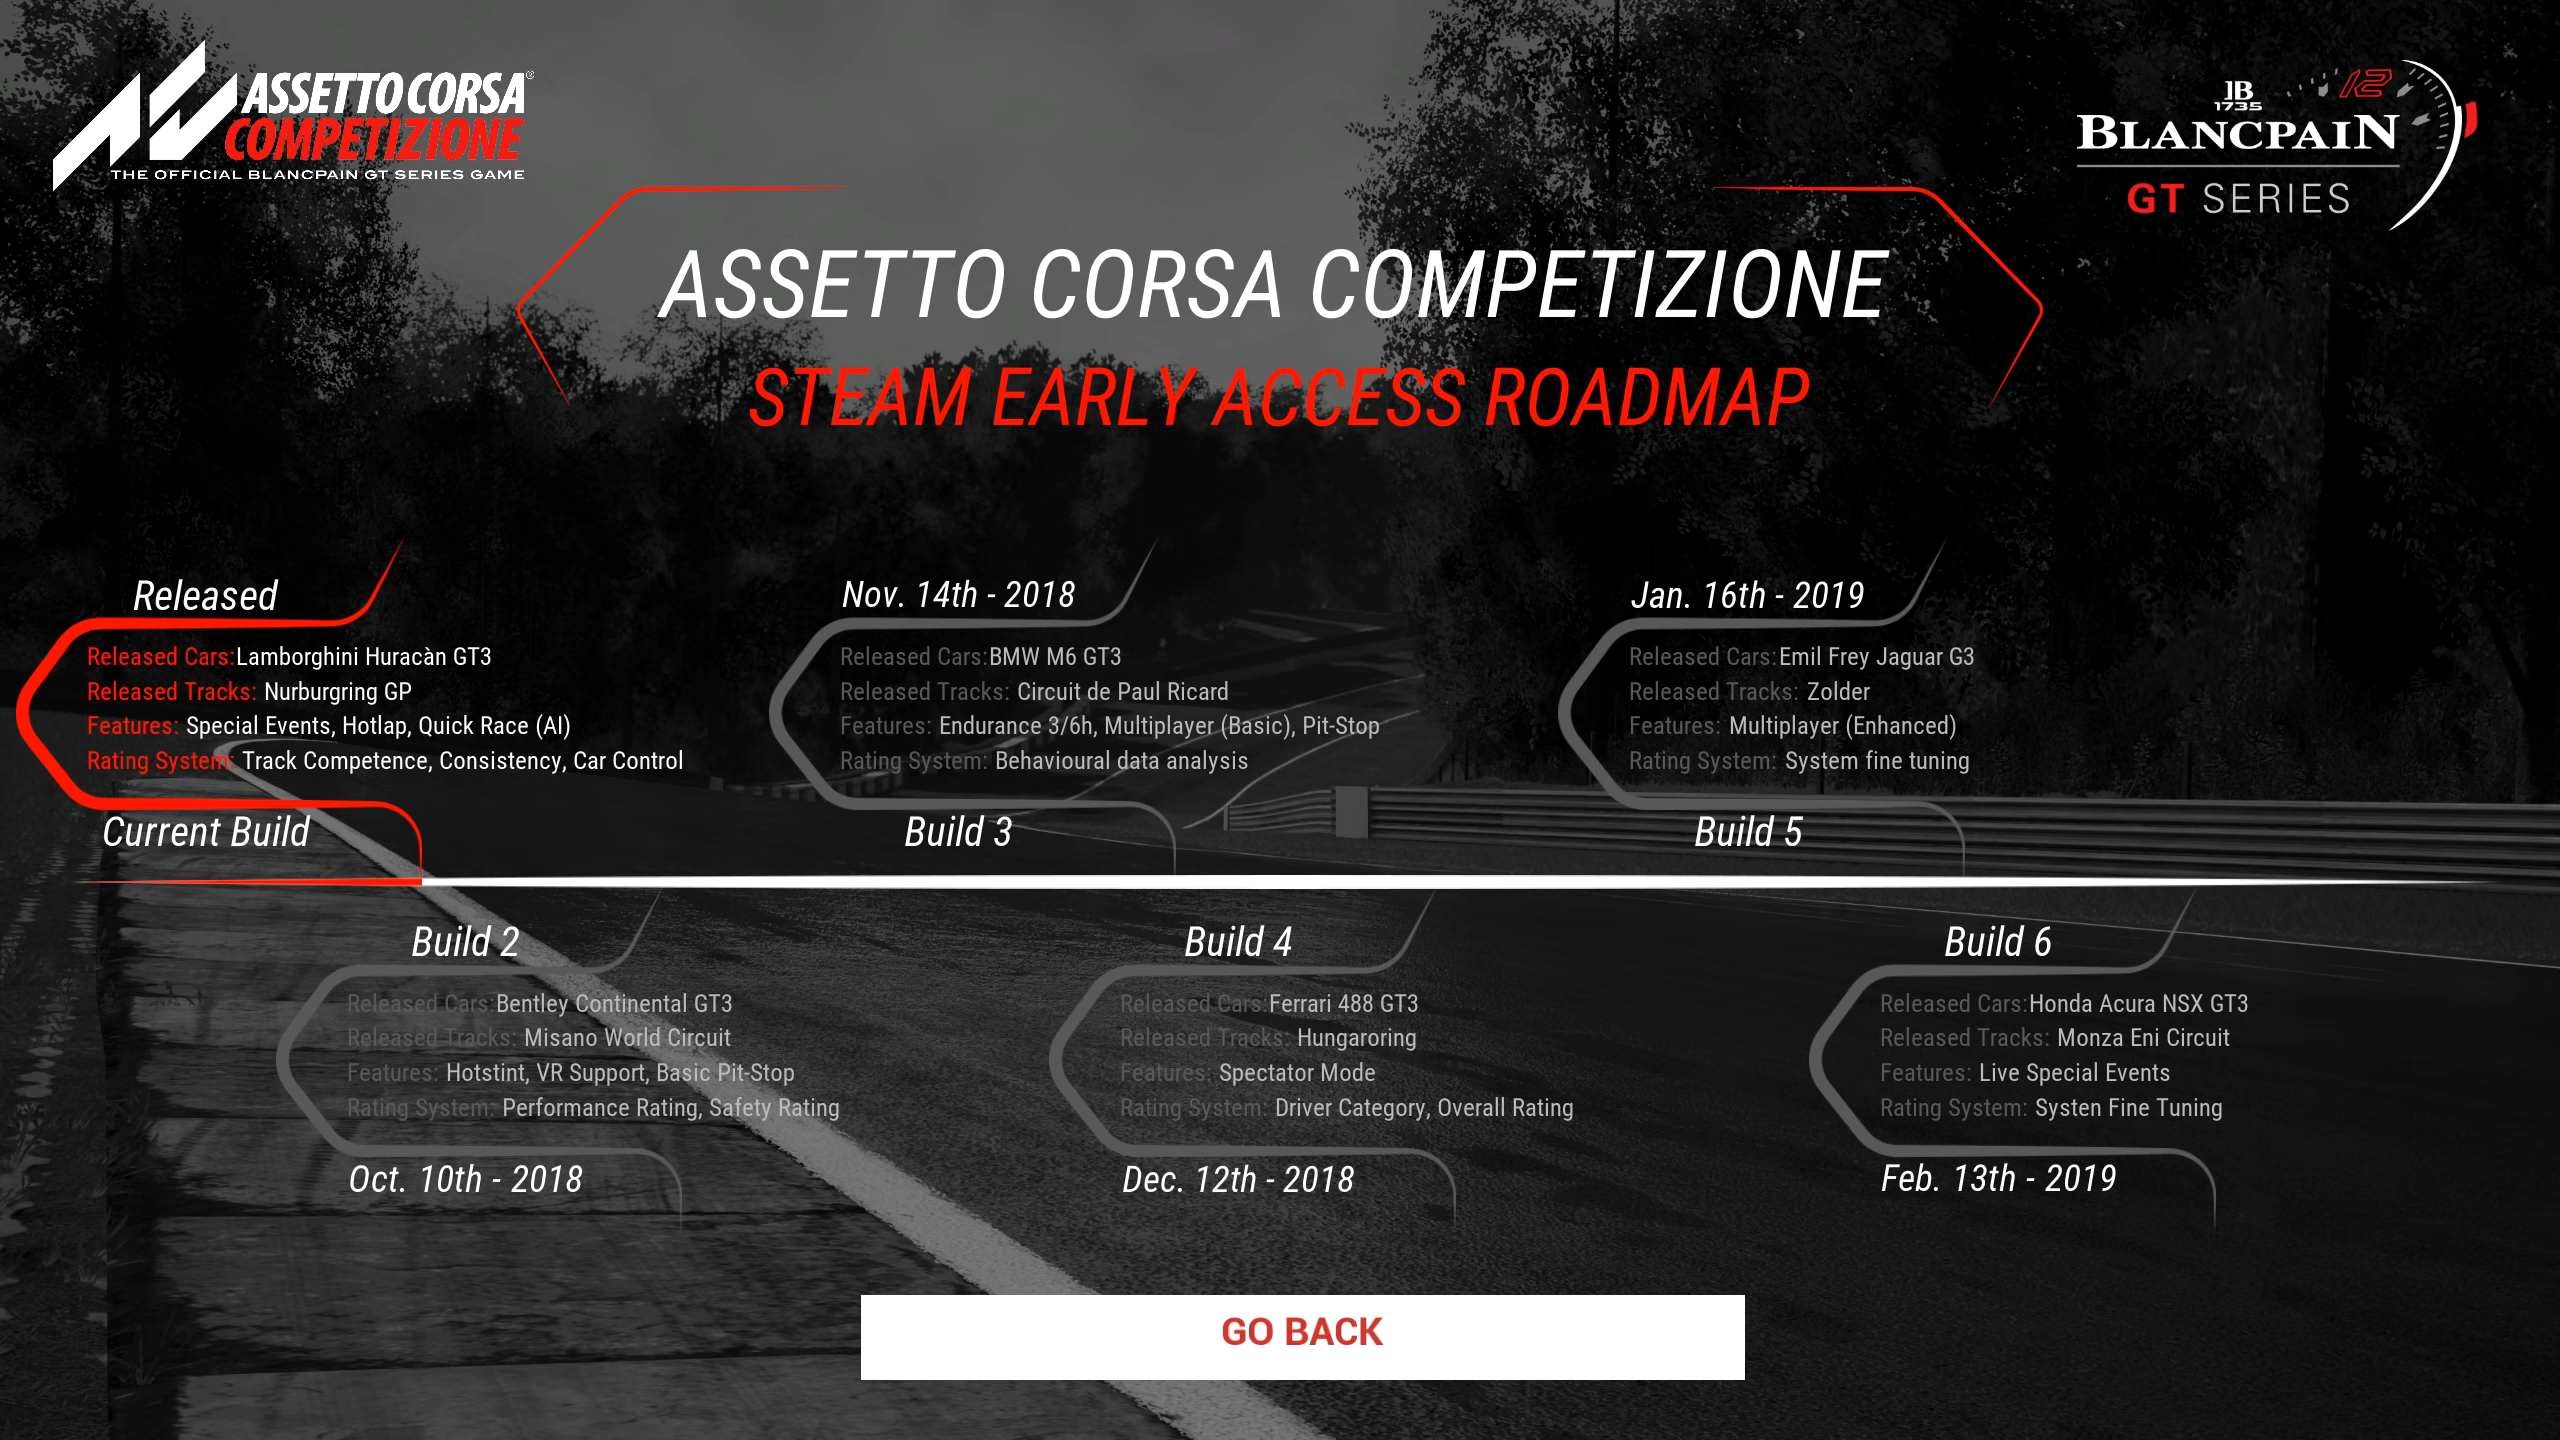 ASSETTO CORSA®
COMPETIZIONE
THE OFFICIAL BLANCPAIN GT SERIES GAME
JB
1735
12
BLANCPAIN
GT SERIES
ASSETTO CORSA COMPETIZIONE
STEAM EARLY ACCESS ROADMAP
Released
Released Cars:Lamborghini Huracàn GT3
Released Tracks: Nurburgring GP
Features: Special Events, Hotlap, Quick Race (AI)
Rating System: Track Competence, Consistency, Car Control
Current Build
Nov. 14th - 2018
Released Cars:BMW M6 GT3
Released Tracks: Circuit de Paul Ricard
Features: Endurance 3/6h, Multiplayer (Basic), Pit-Stop
Rating System: Behavioural data analysis
Build 3
Jan. 16th - 2019
Released Cars:Emil Frey Jaguar G3
Released Tracks: Zolder
Features: Multiplayer (Enhanced)
Rating System: System fine tuning
Build 5
Build 2
Released Cars:Bentley Continental GT3
Released Tracks: Misano World Circuit
Features: Hotstint, VR Support, Basic Pit-Stop
Rating System: Performance Rating, Safety Rating
Oct. 10th - 2018
Build 4
Released Cars:Ferrari 488 GT3
Released Tracks: Hungaroring
Features: Spectator Mode
Rating System: Driver Category, Overall Rating
Dec. 12th - 2018
Build 6
Released Cars:Honda Acura NSX GT3
Released Tracks: Monza Eni Circuit
Features: Live Special Events
Rating System: Systen Fine Tuning
Feb. 13th - 2019
GO BACK